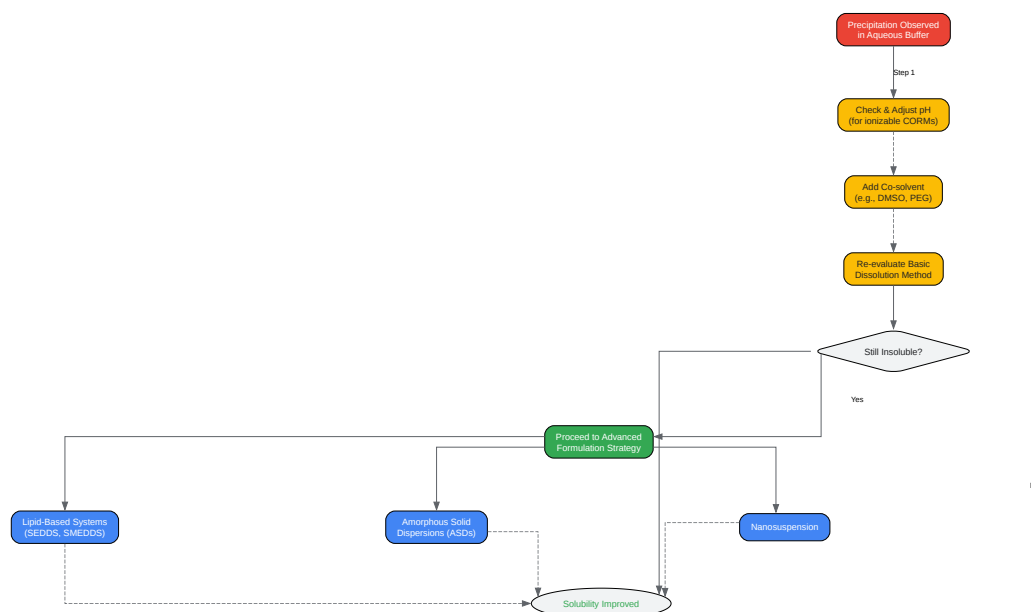 Precipitation Observed
in Aqueous Buffer
Step 1
Check & Adjust pH
(for ionizable CORMs)
Add Co-solvent
(e.g., DMSO, PEG)
Re-evaluate Basic
Dissolution Method
Still Insoluble?
Yes
Proceed to Advanced
Formulation Strategy
Lipid-Based Systems
(SEDDS, SMEDDS)
Amorphous Solid
Dispersions (ASDs)
Nanosuspension
Solubility Improved